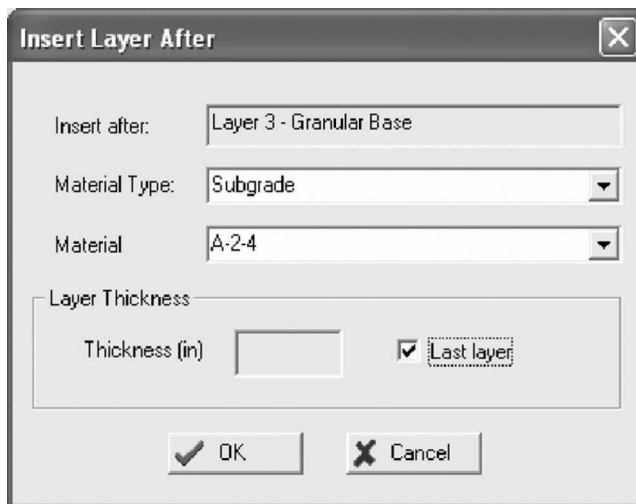 Insert Layer After
Insert after: Layer 3 - Granular Base
Material Type: Subgrade
Material A-2-4
Layer Thickness
Thickness (in) Last layer
OK Cancel